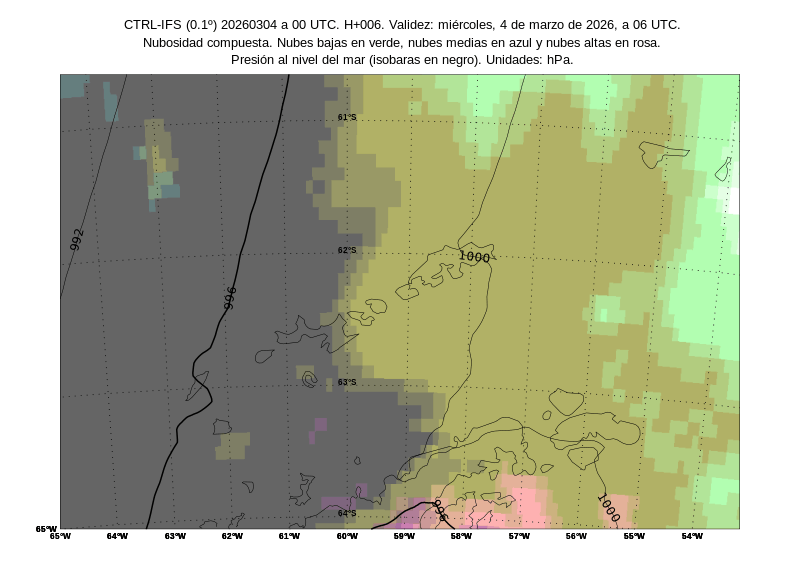 CTRL-IFS (0.1º) 20260304 a 00 UTC. H+006. Validez: miércoles, 4 de marzo de 2026, a 06 UTC.
Nubosidad compuesta. Nubes bajas en verde, nubes medias en azul y nubes altas en rosa.
Presión al nivel del mar (isobaras en negro). Unidades: hPa.
61°S
992
62°S
1000
996
63°S
996
1000
64°S
65°W
65°W 64°W 63°W 62°W 61°W 60°W 59°W 58°W 57°W 56°W 55°W 54°W